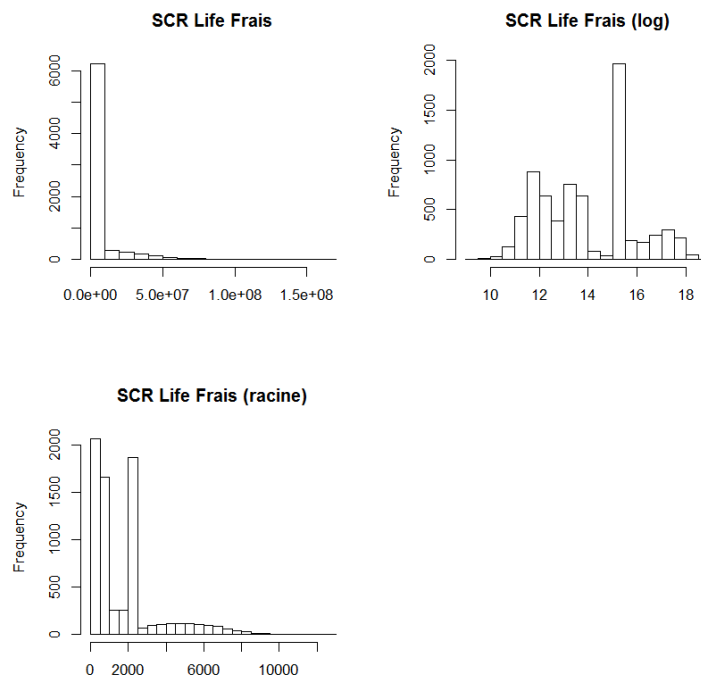 SCR Life Frais
Frequency
6000
4000
2000
0
0.0e+00 5.0e+07 1.0e+08 1.5e+08
SCR Life Frais (log)
Frequency
2000
1500
1000
500
0
10 12 14 16 18
SCR Life Frais (racine)
Frequency
2000
1500
1000
500
0
0 2000 6000 10000